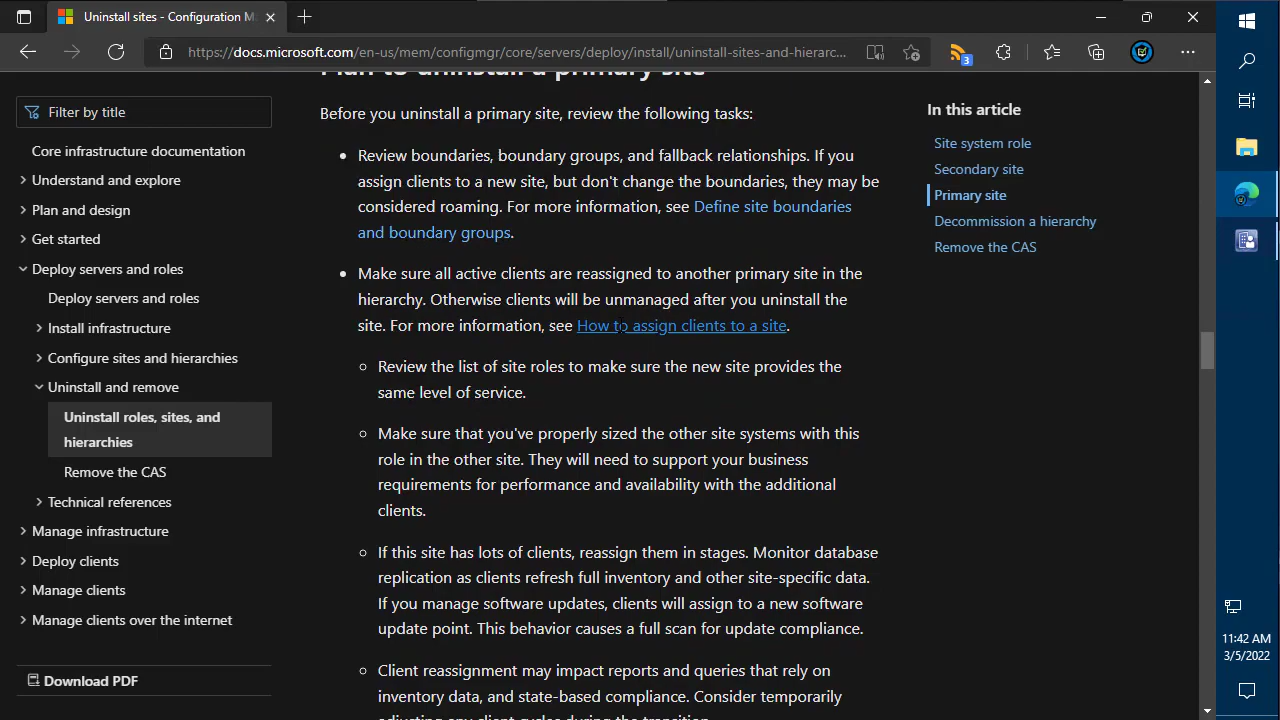 Uninstall sites - Configuration Ma
https://docs.microsoft.com/en-us/mem/configmgr/core/servers/deploy/install/uninstall-sites-and-hierarc...
3
Filter by title
Core infrastructure documentation
Understand and explore
Plan and design
Get started
Deploy servers and roles
Deploy servers and roles
Install infrastructure
Configure sites and hierarchies
Uninstall and remove
Uninstall roles, sites, and
hierarchies
Remove the CAS
Technical references
Manage infrastructure
Deploy clients
Manage clients
Manage clients over the internet
Download PDF
Plan to uninstall a primary site
Before you uninstall a primary site, review the following tasks:
Review boundaries, boundary groups, and fallback relationships. If you
assign clients to a new site, but don't change the boundaries, they may be
considered roaming. For more information, see Define site boundaries
and boundary groups.
Make sure all active clients are reassigned to another primary site in the
hierarchy. Otherwise clients will be unmanaged after you uninstall the
site. For more information, see How to assign clients to a site.
Review the list of site roles to make sure the new site provides the
same level of service.
Make sure that you've properly sized the other site systems with this
role in the other site. They will need to support your business
requirements for performance and availability with the additional
clients.
If this site has lots of clients, reassign them in stages. Monitor database
replication as clients refresh full inventory and other site-specific data.
If you manage software updates, clients will assign to a new software
update point. This behavior causes a full scan for update compliance.
Client reassignment may impact reports and queries that rely on
inventory data, and state-based compliance. Consider temporarily
adjusting any client cycles during the transition.
In this article
Site system role
Secondary site
Primary site
Decommission a hierarchy
Remove the CAS
11:42 AM
3/5/2022